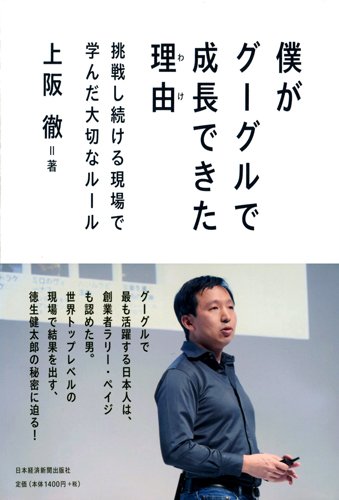 僕が
グーグルで
成長できた
理由
わけ
挑戦し続ける現場で
学んだ大切なルール
上阪 徹=著
グーグルで
最も活躍する日本人は、
創業者ラリー・ペイジ
も認めた男。
世界トップレベルの
現場で結果を出す、
徳生健太郎の秘密に迫る!
日本経済新聞出版社
定価(本体1400円+税)